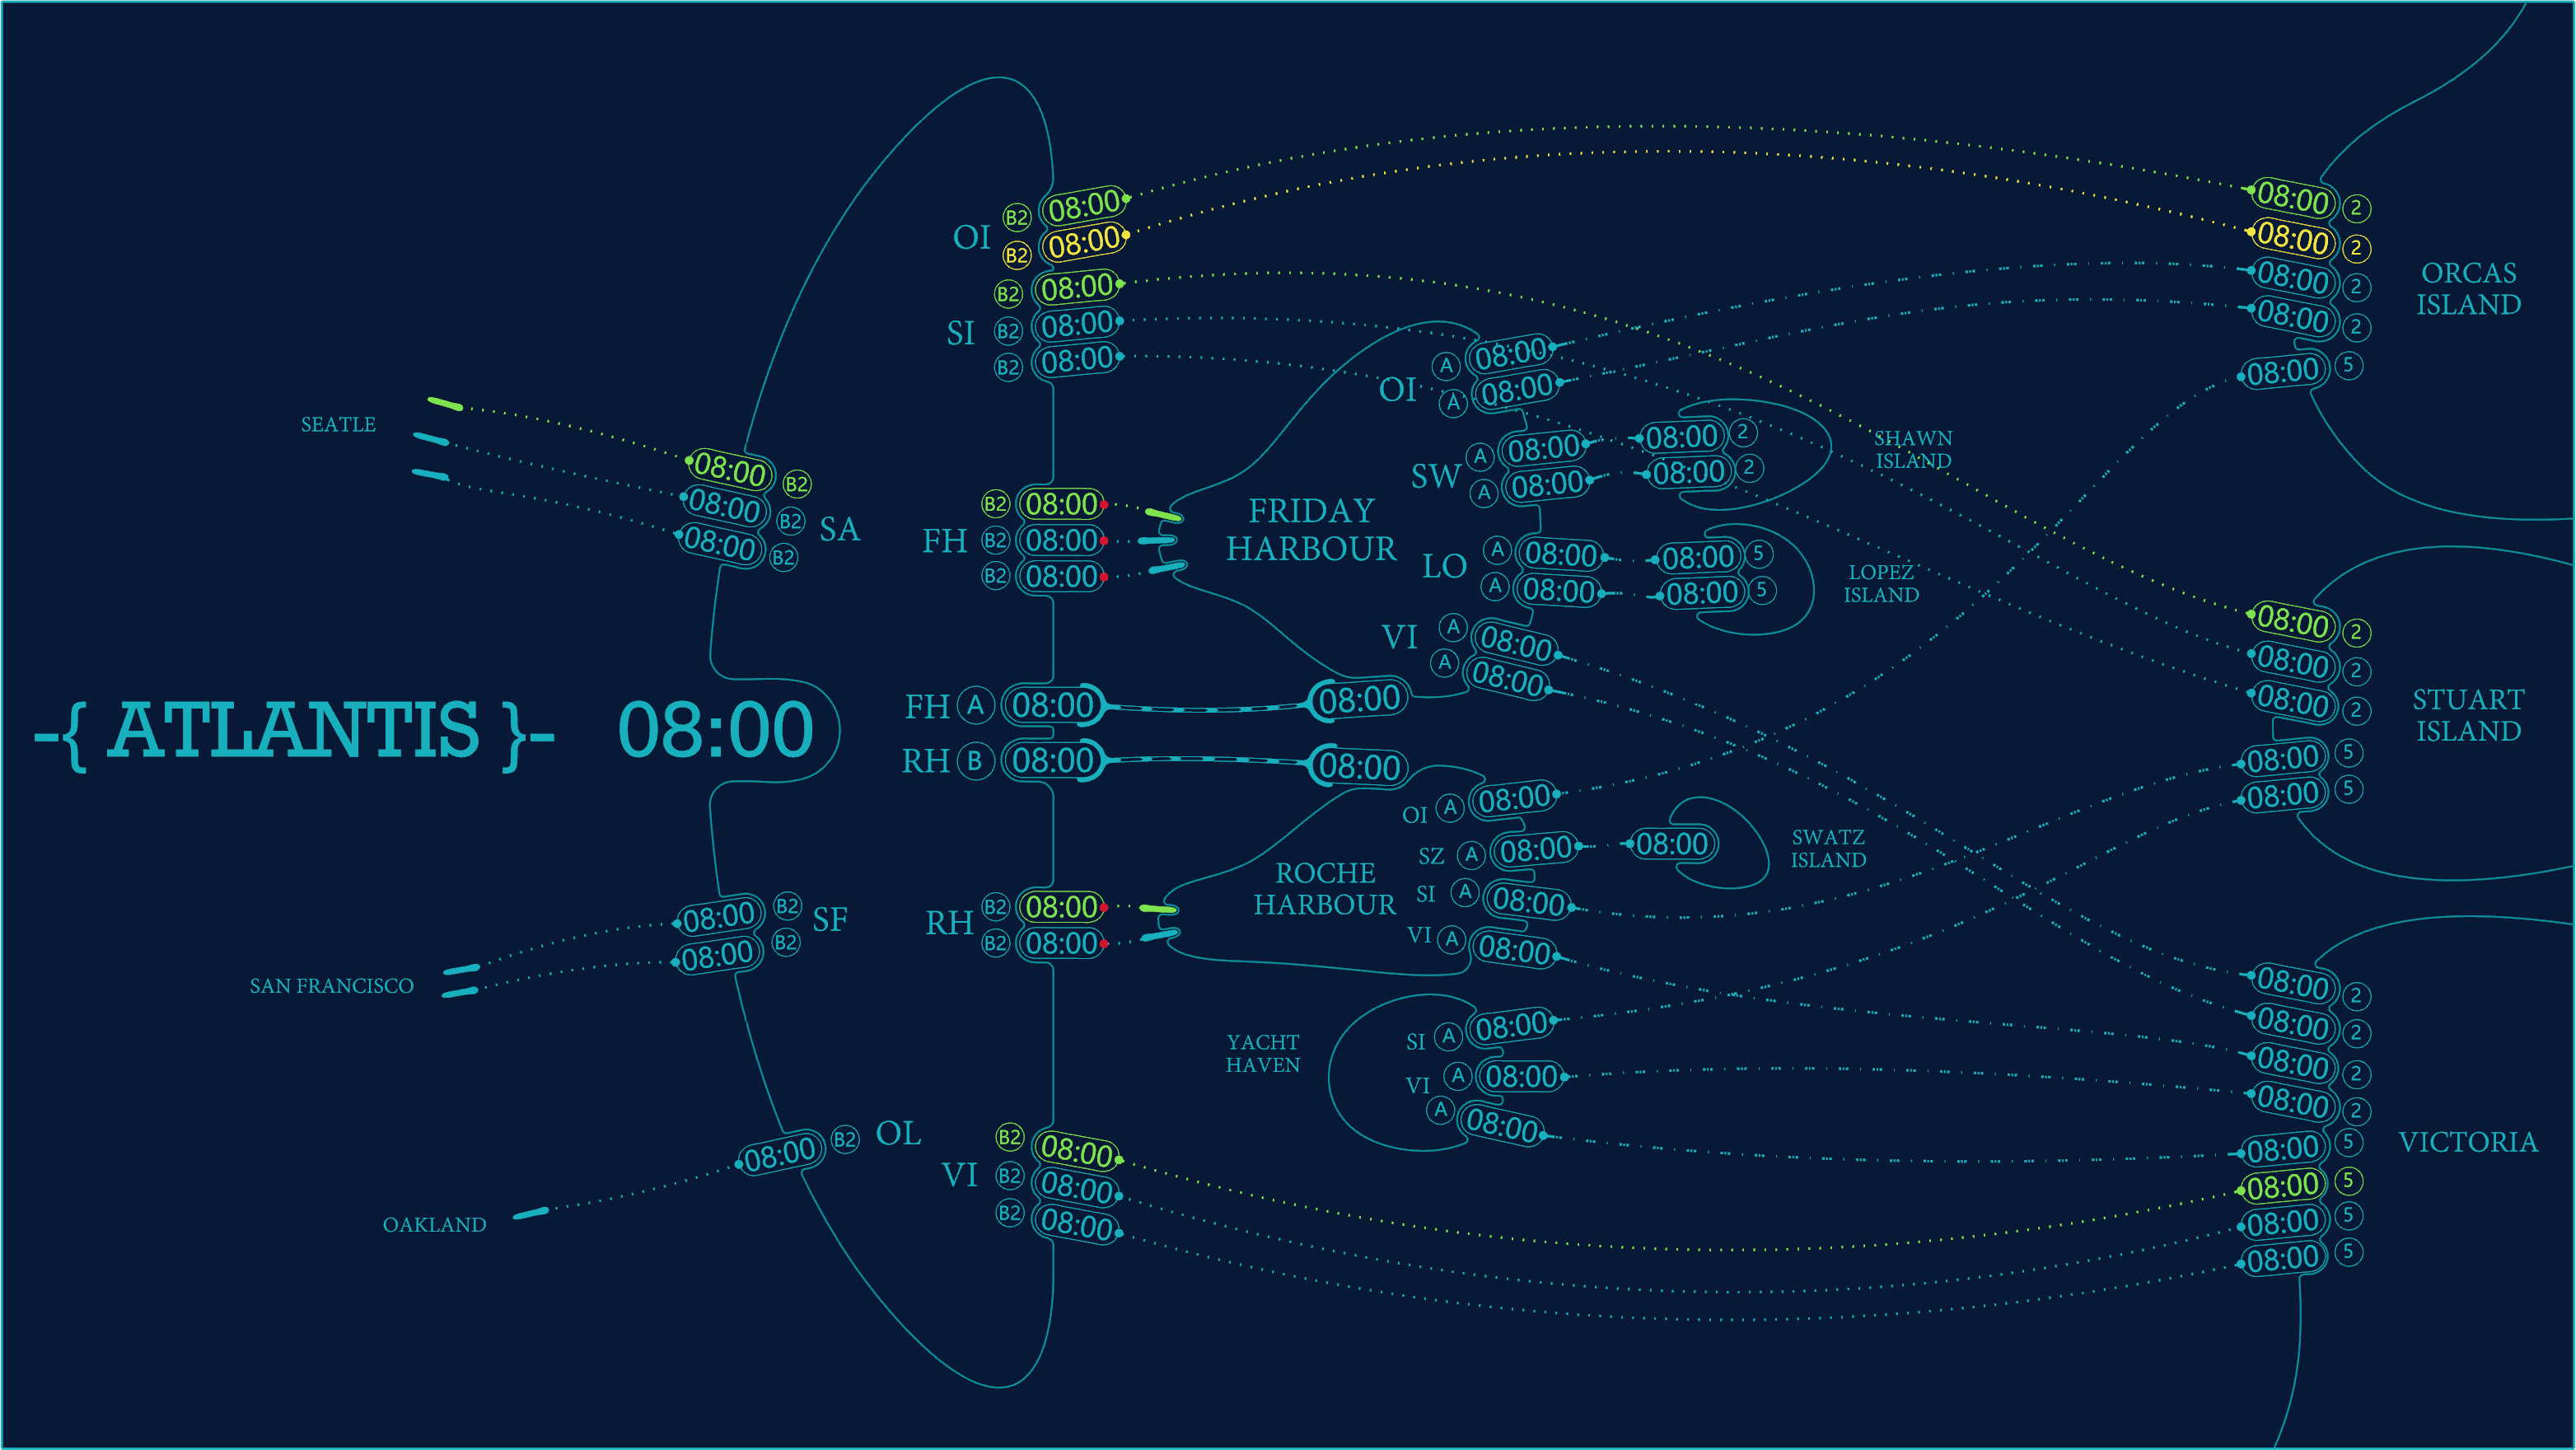 B2 08:00
OI
B2 08:00
B2 08:00
SI B2 08:00
B2 08:00
SEATLE
08:00 B2
08:00 B2 SA
08:00 B2
B2 08:00
FH B2 08:00
B2 08:00
FRIDAY
HARBOUR
A 08:00
OI
A 08:00
A 08:00
SW
A 08:00
08:00 2
08:00 2
SHAWN
ISLAND
A 08:00
LO
A 08:00
08:00 5
08:00 5
LOPEZ
ISLAND
VI A 08:00
A 08:00
08:00 2
08:00 2
08:00 2
08:00 2
08:00 5
ORCAS
ISLAND
08:00 2
08:00 2
08:00 2
08:00 5
08:00 5
STUART
ISLAND
-{ ATLANTIS }- 08:00
FH A 08:00 08:00
RH B 08:00 08:00
OI A 08:00
SZ A 08:00 08:00
SWATZ
ISLAND
SI A 08:00
VI A 08:00
ROCHE
HARBOUR
RH B2 08:00
B2 08:00
08:00 B2 SF
08:00 B2
SAN FRANCISCO
YACHT
HAVEN
SI A 08:00
VI A 08:00
A 08:00
08:00 B2 OL
OAKLAND
B2 08:00
VI B2 08:00
B2 08:00
08:00 2
08:00 2
08:00 2
08:00 2
08:00 5
VICTORIA
08:00 5
08:00 5
08:00 5